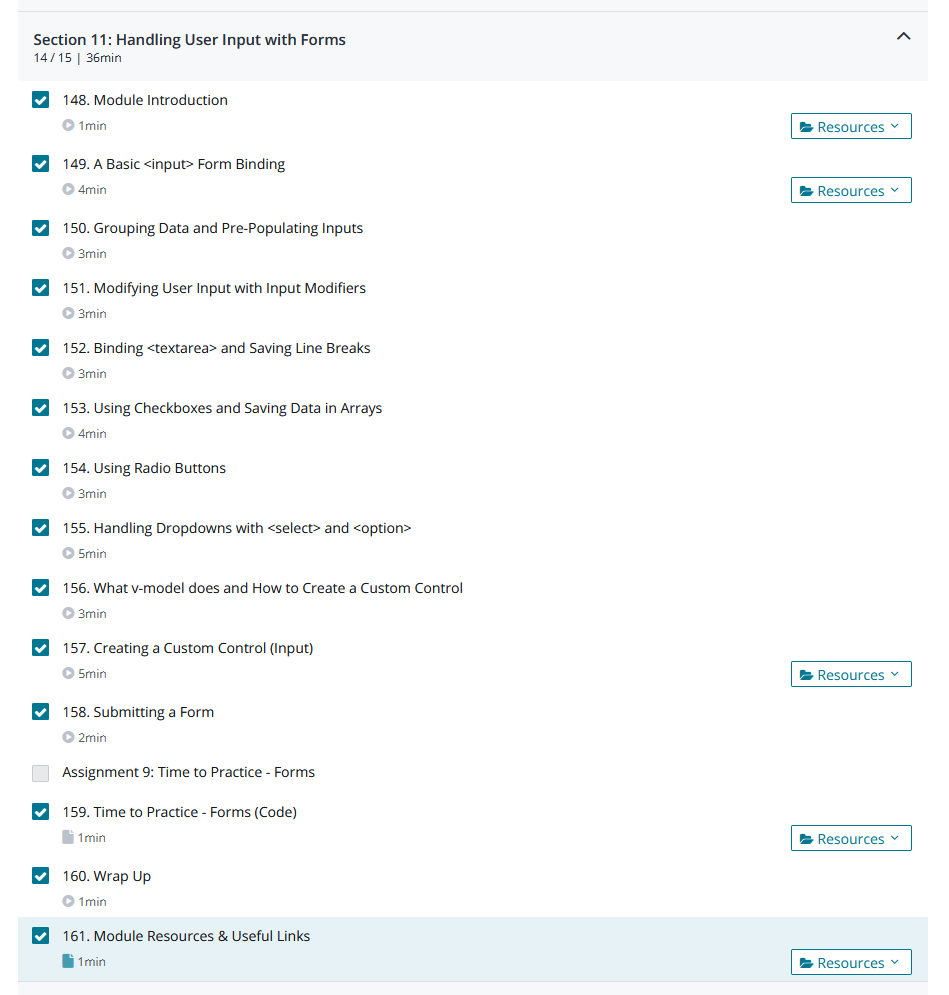 Section 11: Handling User Input with Forms
14 / 15 | 36min
148. Module Introduction
1min
Resources
149. A Basic <input> Form Binding
4min
Resources
150. Grouping Data and Pre-Populating Inputs
3min
151. Modifying User Input with Input Modifiers
3min
152. Binding <textarea> and Saving Line Breaks
3min
153. Using Checkboxes and Saving Data in Arrays
4min
154. Using Radio Buttons
3min
155. Handling Dropdowns with <select> and <option>
5min
156. What v-model does and How to Create a Custom Control
3min
157. Creating a Custom Control (Input)
5min
Resources
158. Submitting a Form
2min
Assignment 9: Time to Practice - Forms
159. Time to Practice - Forms (Code)
1min
Resources
160. Wrap Up
1min
161. Module Resources & Useful Links
1min
Resources